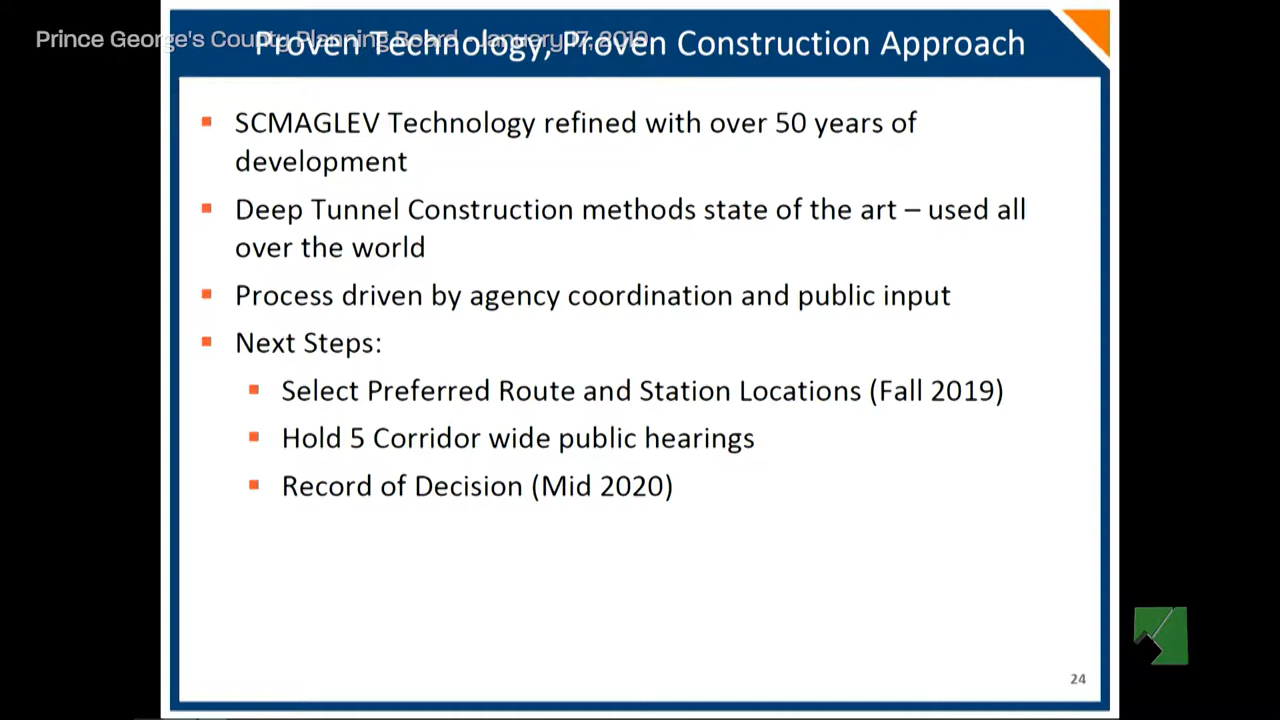 Prince George's County Planning Board - January 17, 2019
Proven Technology, Proven Construction Approach
SCMAGLEV Technology refined with over 50 years of
development
Deep Tunnel Construction methods state of the art – used all
over the world
Process driven by agency coordination and public input
Next Steps:
Select Preferred Route and Station Locations (Fall 2019)
Hold 5 Corridor wide public hearings
Record of Decision (Mid 2020)
24